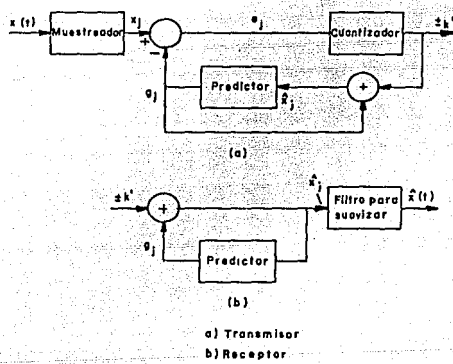 x (t)
Muestreador
x_j
+
−
e_j
Cuantizador
±k'
g_j
Predictor
x̂_j
+
(a)
±k'
+
x̂_j
Filtro para
suavizar
x̂(t)
g_j
Predictor
(b)
a) Transmisor
b) Receptor